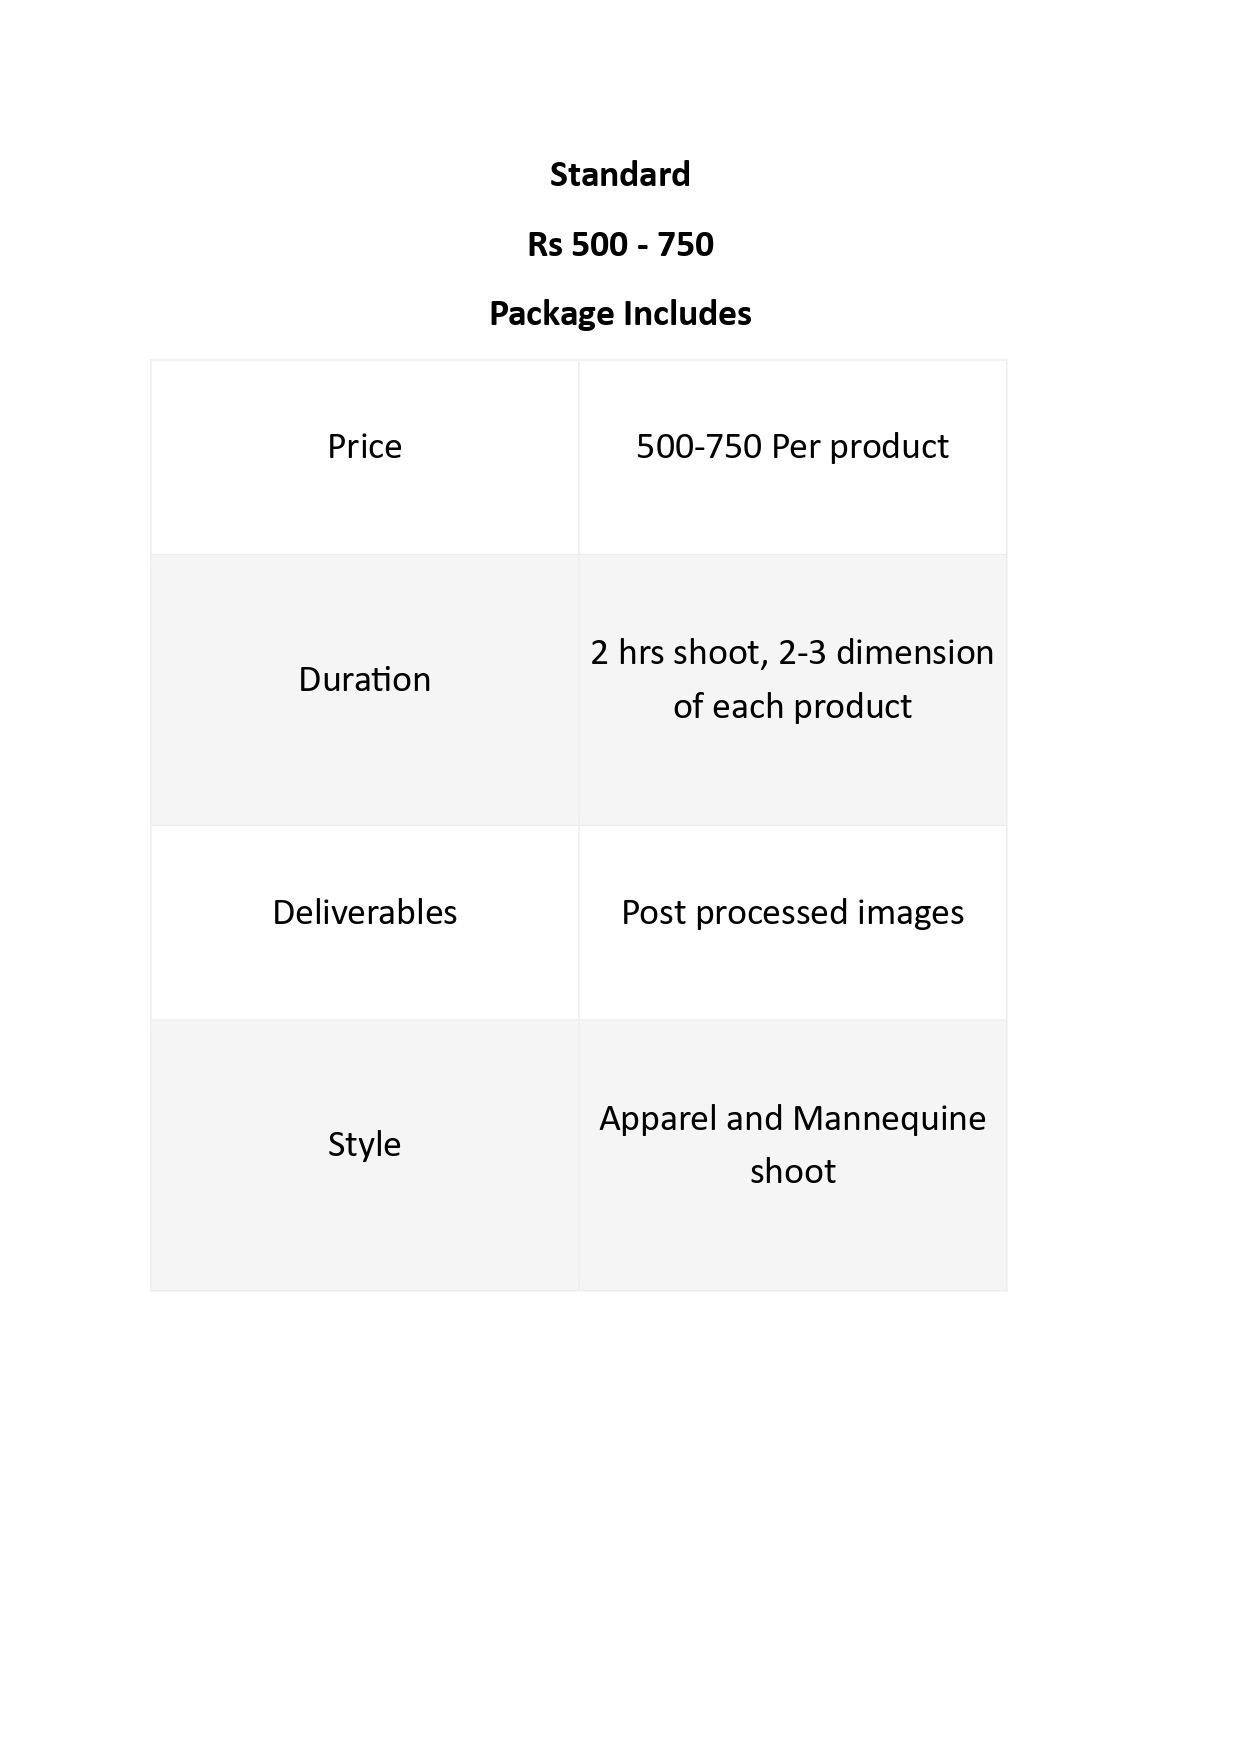 Standard
Rs 500 - 750
Package Includes
Price
500-750 Per product
Duration
2 hrs shoot, 2-3 dimension
of each product
Deliverables
Post processed images
Style
Apparel and Mannequine
shoot